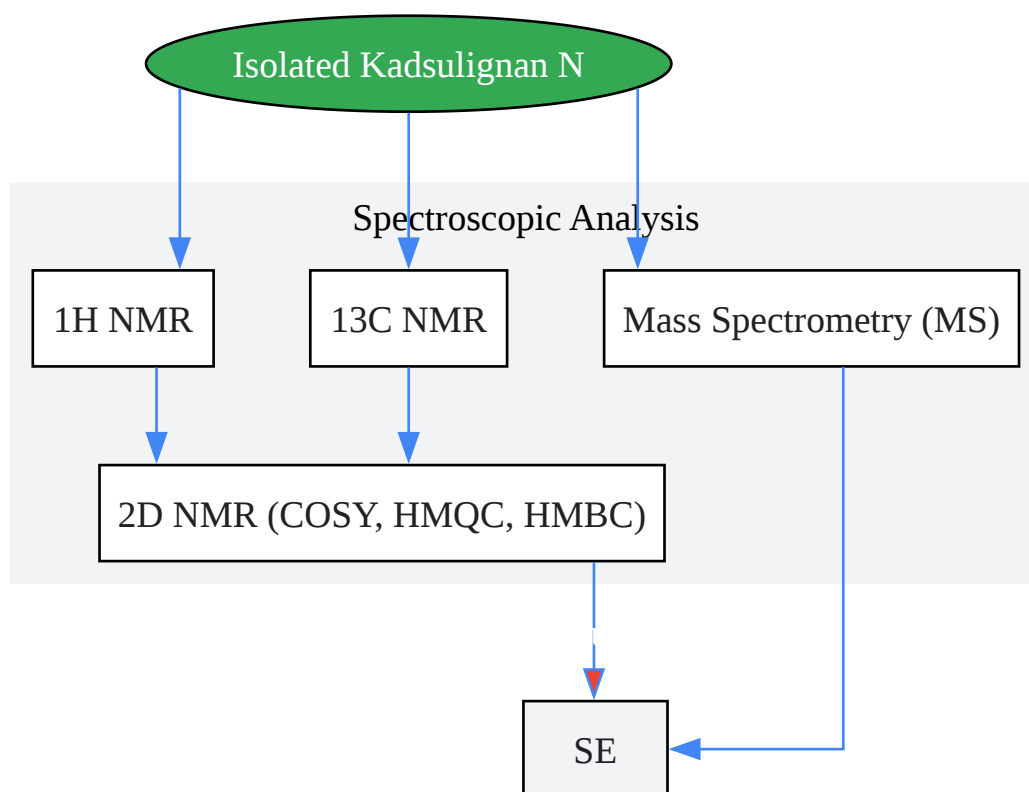 Isolated Kadsulignan N
Spectroscopic Analysis
1H NMR
13C NMR
Mass Spectrometry (MS)
2D NMR (COSY, HMQC, HMBC)
SE